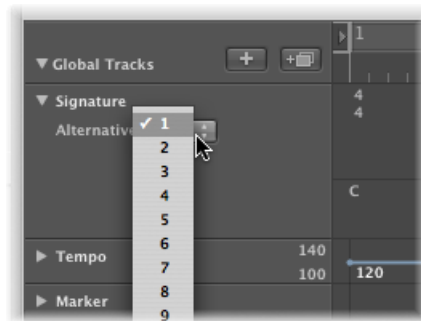 1
Global Tracks
Signature
4
4
Alternativ
✓ 1
2
3
4
C
5
6
Tempo
140
7
100
120
8
Marker
9